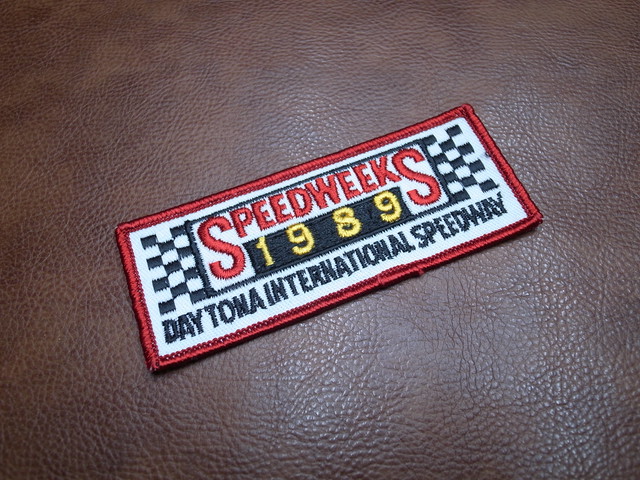 SPEEDWEEKS
1989
DAYTONA INTERNATIONAL SPEEDWAY